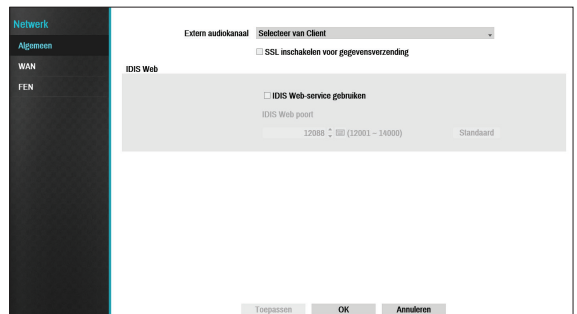 Netwerk
Algemeen
WAN
FEN
Extern audiokanaal Selecteer van Client
SSL inschakelen voor gegevensverzending
IDIS Web
IDIS Web-service gebruiken
IDIS Web poort
12088 (12001 – 14000) Standaard
Toepassen OK Annuleren